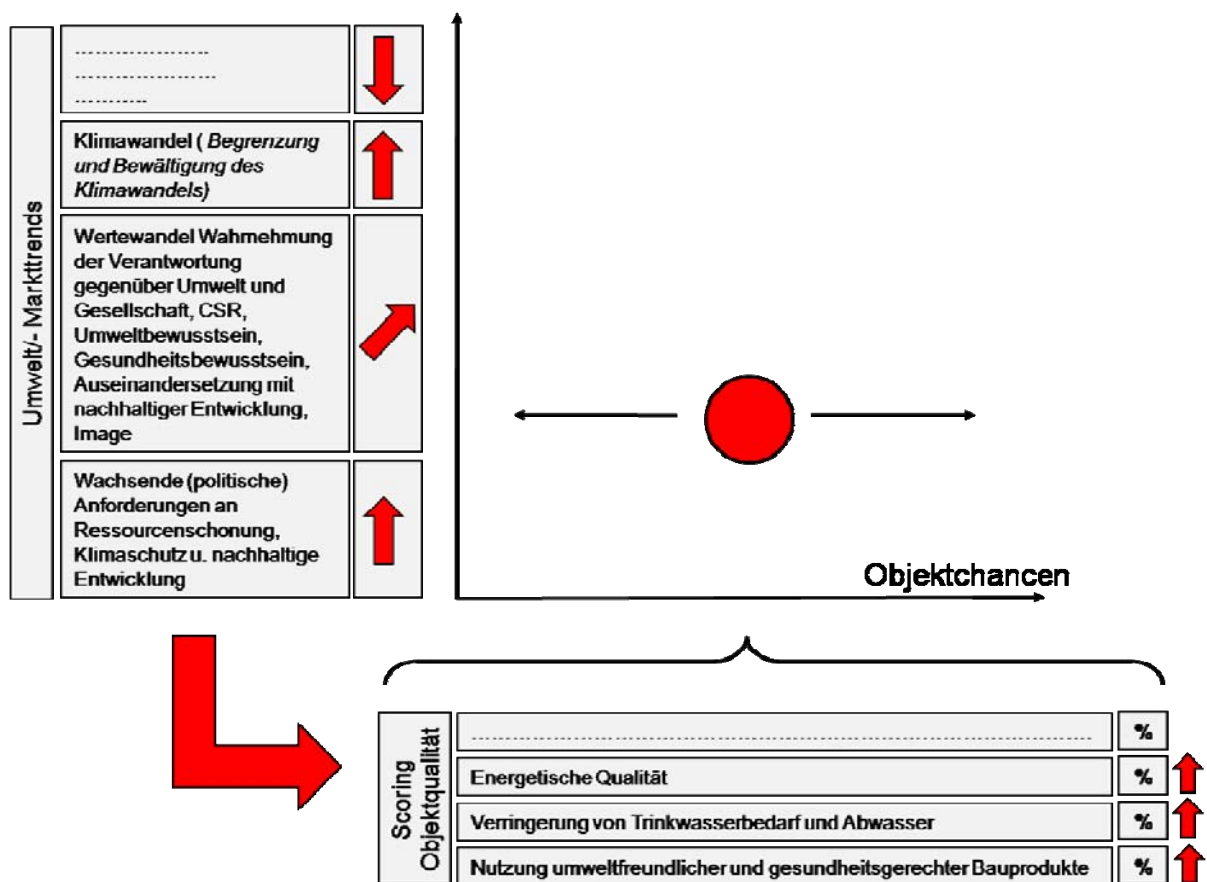 Umwelt/- Markttrends
.....................
.....................
...........
Klimawandel ( Begrenzung
und Bewältigung des
Klimawandels)
Wertewandel Wahrnehmung
der Verantwortung
gegenüber Umwelt und
Gesellschaft, CSR,
Umweltbewusstsein,
Gesundheitsbewusstsein,
Auseinandersetzung mit
nachhaltiger Entwicklung,
Image
Wachsende (politische)
Anforderungen an
Ressourcenschonung,
Klimaschutz u. nachhaltige
Entwicklung
Objektchancen
Scoring
Objektqualität
..................... %
Energetische Qualität %
Verringerung von Trinkwasserbedarf und Abwasser %
Nutzung umweltfreundlicher und gesundheitsgerechter Bauprodukte %